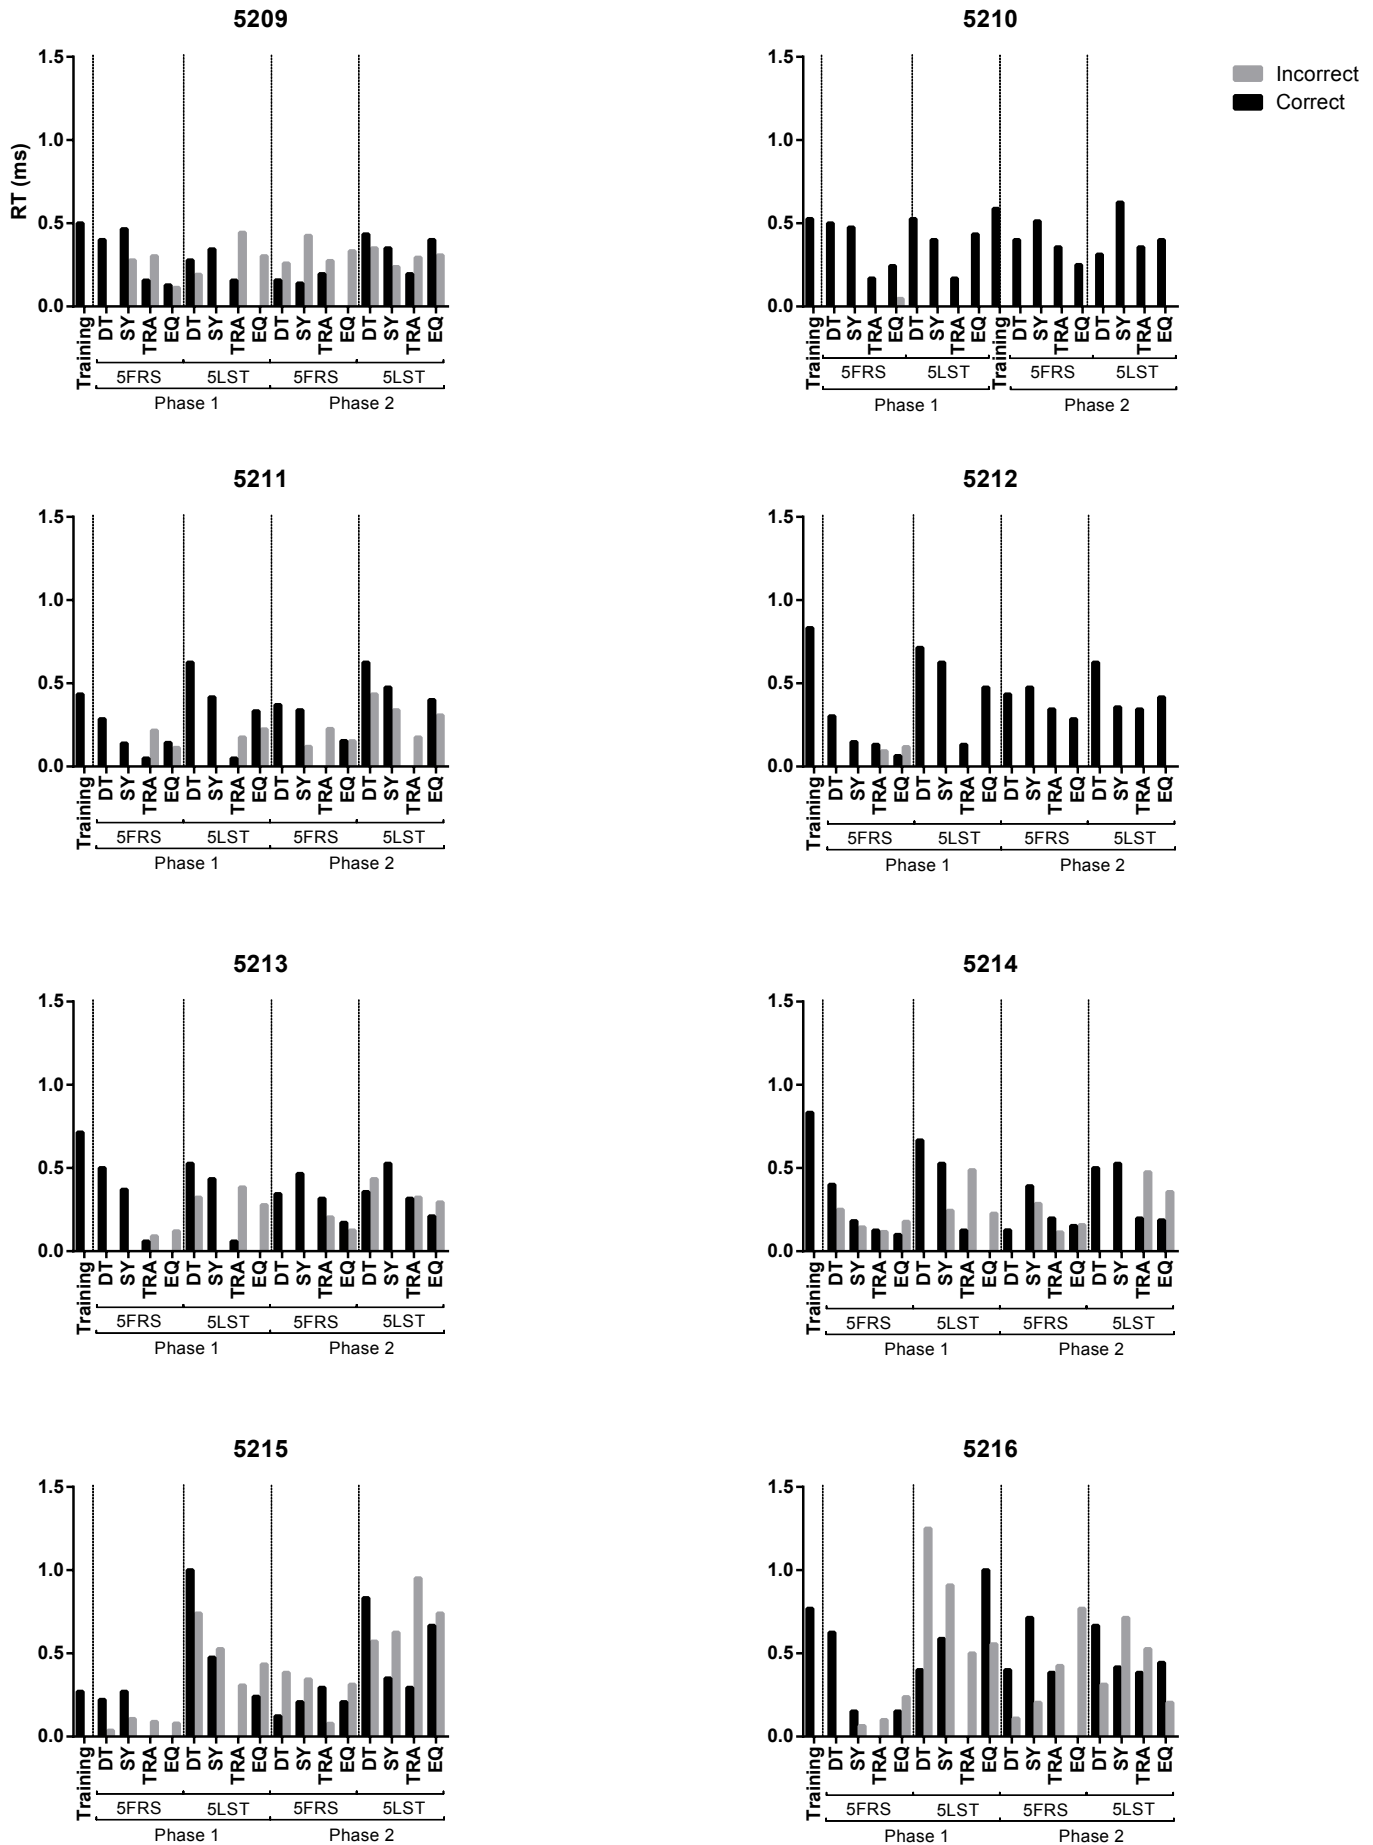 5209
1.5
1.0
0.5
0.0
RT (ms)
Training DT SY TRA EQ DT SY TRA EQ DT SY TRA EQ DT SY TRA EQ
5FRS 5LST 5FRS 5LST
Phase 1 Phase 2
5210
1.5
1.0
0.5
0.0
Training DT SY TRA EQ DT SY TRA EQ Training DT SY TRA EQ DT SY TRA EQ
5FRS 5LST 5FRS 5LST
Phase 1 Phase 2
Incorrect
Correct
5211
1.5
1.0
0.5
0.0
Training DT SY TRA EQ DT SY TRA EQ DT SY TRA EQ DT SY TRA EQ
5FRS 5LST 5FRS 5LST
Phase 1 Phase 2
5212
1.5
1.0
0.5
0.0
Training DT SY TRA EQ DT SY TRA EQ DT SY TRA EQ DT SY TRA EQ
5FRS 5LST 5FRS 5LST
Phase 1 Phase 2
5213
1.5
1.0
0.5
0.0
Training DT SY TRA EQ DT SY TRA EQ DT SY TRA EQ DT SY TRA EQ
5FRS 5LST 5FRS 5LST
Phase 1 Phase 2
5214
1.5
1.0
0.5
0.0
Training DT SY TRA EQ DT SY TRA EQ DT SY TRA EQ DT SY TRA EQ
5FRS 5LST 5FRS 5LST
Phase 1 Phase 2
5215
1.5
1.0
0.5
0.0
Training DT SY TRA EQ DT SY TRA EQ DT SY TRA EQ DT SY TRA EQ
5FRS 5LST 5FRS 5LST
Phase 1 Phase 2
5216
1.5
1.0
0.5
0.0
Training DT SY TRA EQ DT SY TRA EQ DT SY TRA EQ DT SY TRA EQ
5FRS 5LST 5FRS 5LST
Phase 1 Phase 2